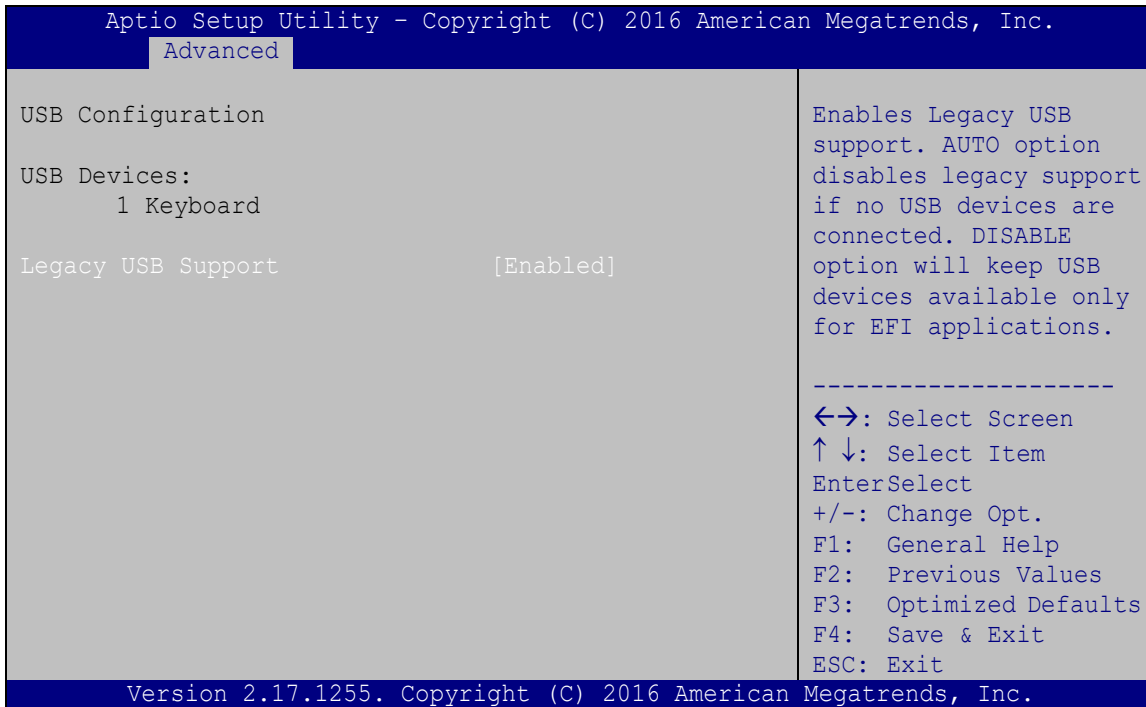 Aptio Setup Utility – Copyright (C) 2016 American Megatrends, Inc.
Advanced
USB Configuration
USB Devices:
1 Keyboard
Legacy USB Support [Enabled]
Enables Legacy USB
support. AUTO option
disables legacy support
if no USB devices are
connected. DISABLE
option will keep USB
devices available only
for EFI applications.
---------------------
←→: Select Screen
↑ ↓: Select Item
EnterSelect
+/-: Change Opt.
F1: General Help
F2: Previous Values
F3: Optimized Defaults
F4: Save & Exit
ESC: Exit
Version 2.17.1255. Copyright (C) 2016 American Megatrends, Inc.